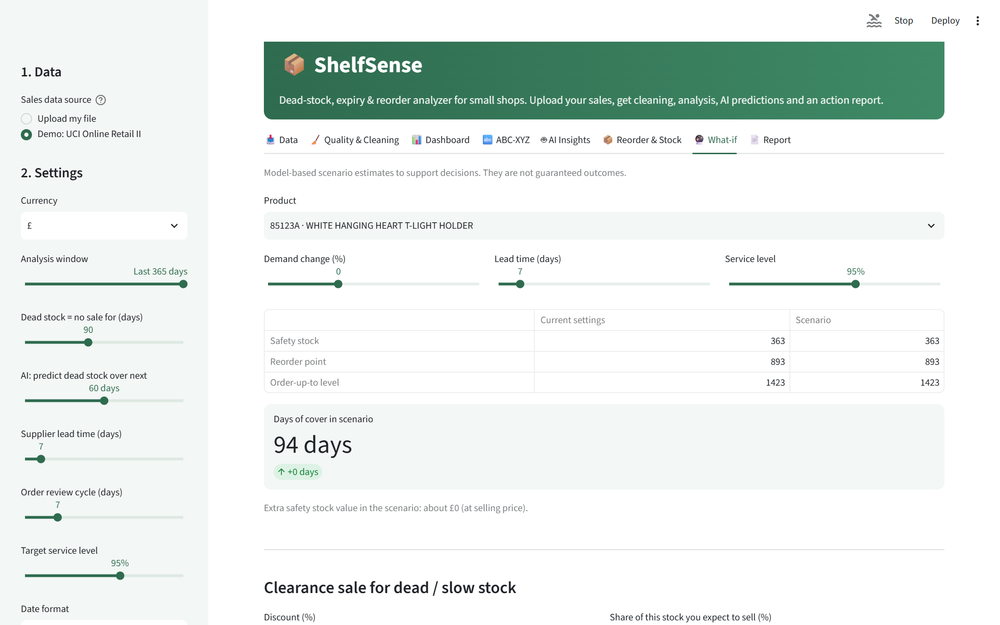 Stop Deploy
1. Data
Sales data source
Upload my file
Demo: UCI Online Retail II
2. Settings
Currency
£
Analysis window
Last 365 days
Dead stock = no sale for (days)
90
AI: predict dead stock over next
60 days
Supplier lead time (days)
7
Order review cycle (days)
7
Target service level
95%
Date format
ShelfSense
Dead-stock, expiry & reorder analyzer for small shops. Upload your sales, get cleaning, analysis, AI predictions and an action report.
Data Quality & Cleaning Dashboard abc ABC-XYZ AI Insights Reorder & Stock What-if Report
Model-based scenario estimates to support decisions. They are not guaranteed outcomes.
Product
85123A · WHITE HANGING HEART T-LIGHT HOLDER
Demand change (%) Lead time (days) Service level
0 7 95%
Current settings Scenario
Safety stock 363 363
Reorder point 893 893
Order-up-to level 1423 1423
Days of cover in scenario
94 days
↑ +0 days
Extra safety stock value in the scenario: about £0 (at selling price).
Clearance sale for dead / slow stock
Discount (%) Share of this stock you expect to sell (%)